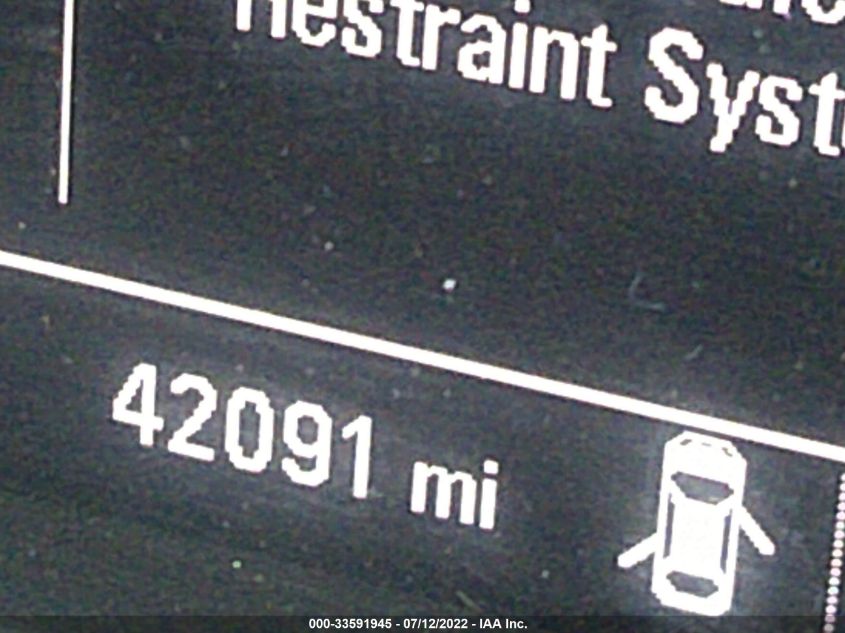 Restraint Syst
42091 mi
000-33591945 - 07/12/2022 - IAA Inc.